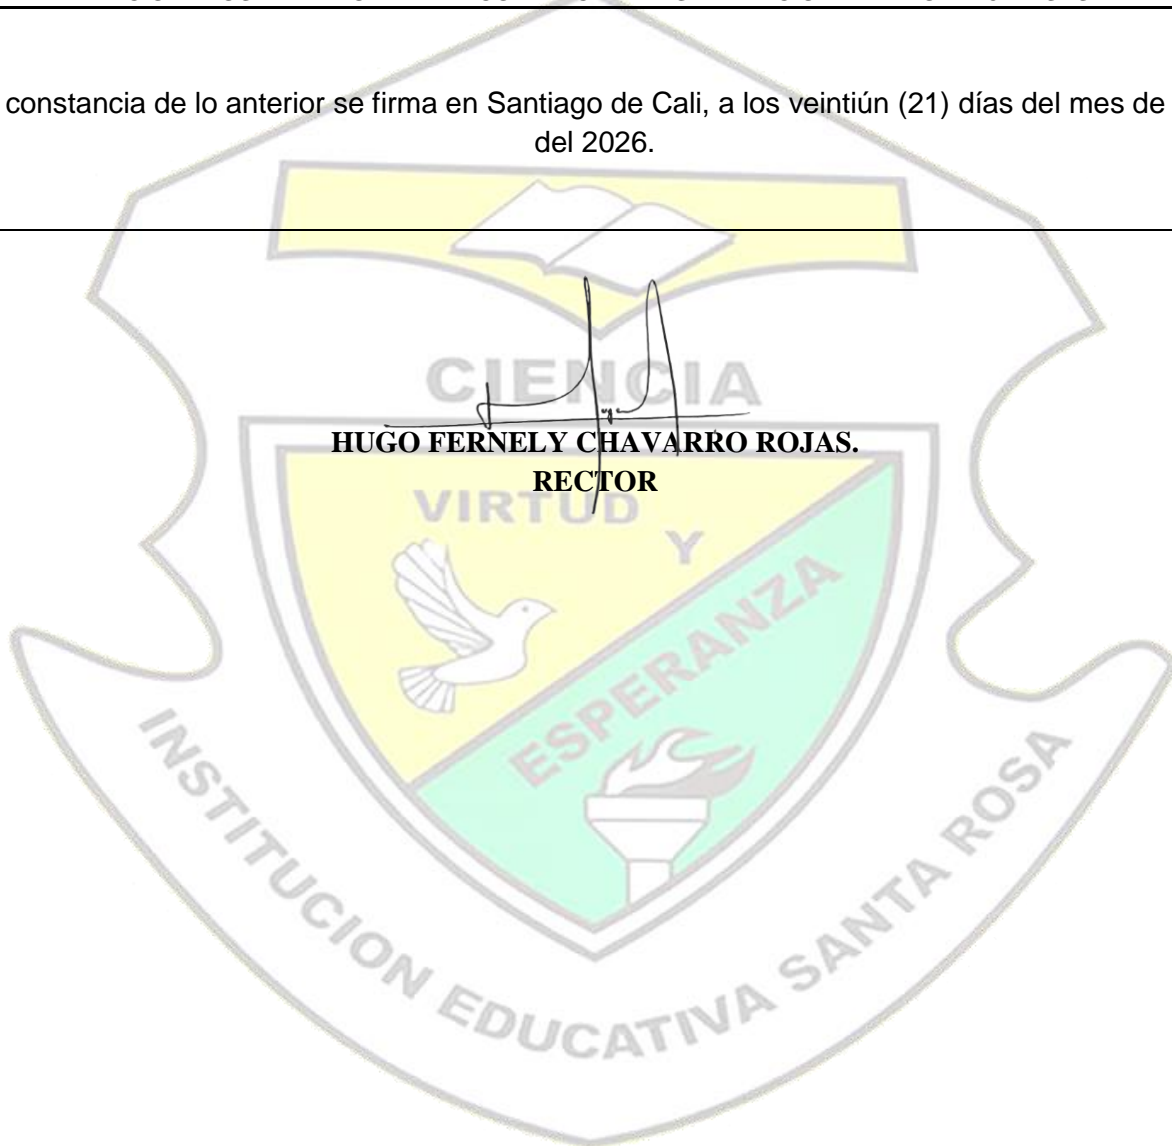 constancia de lo anterior se firma en Santiago de Cali, a los veintiún (21) días del mes de
del 2026.
CIENCIA
HUGO FERNELY CHAVARRO ROJAS.
RECTOR
VIRTUD
Y
ESPERANZA
INSTITUCION EDUCATIVA SANTA ROSA